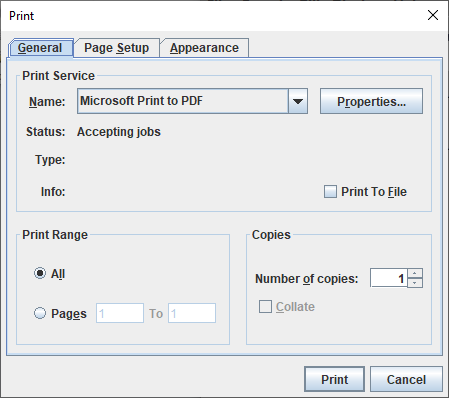 Print
General Page Setup Appearance
Print Service
Name: Microsoft Print to PDF Properties...
Status: Accepting jobs
Type:
Info: Print To File
Print Range Copies
All Number of copies: 1
Pages 1 To 1 Collate
Print Cancel